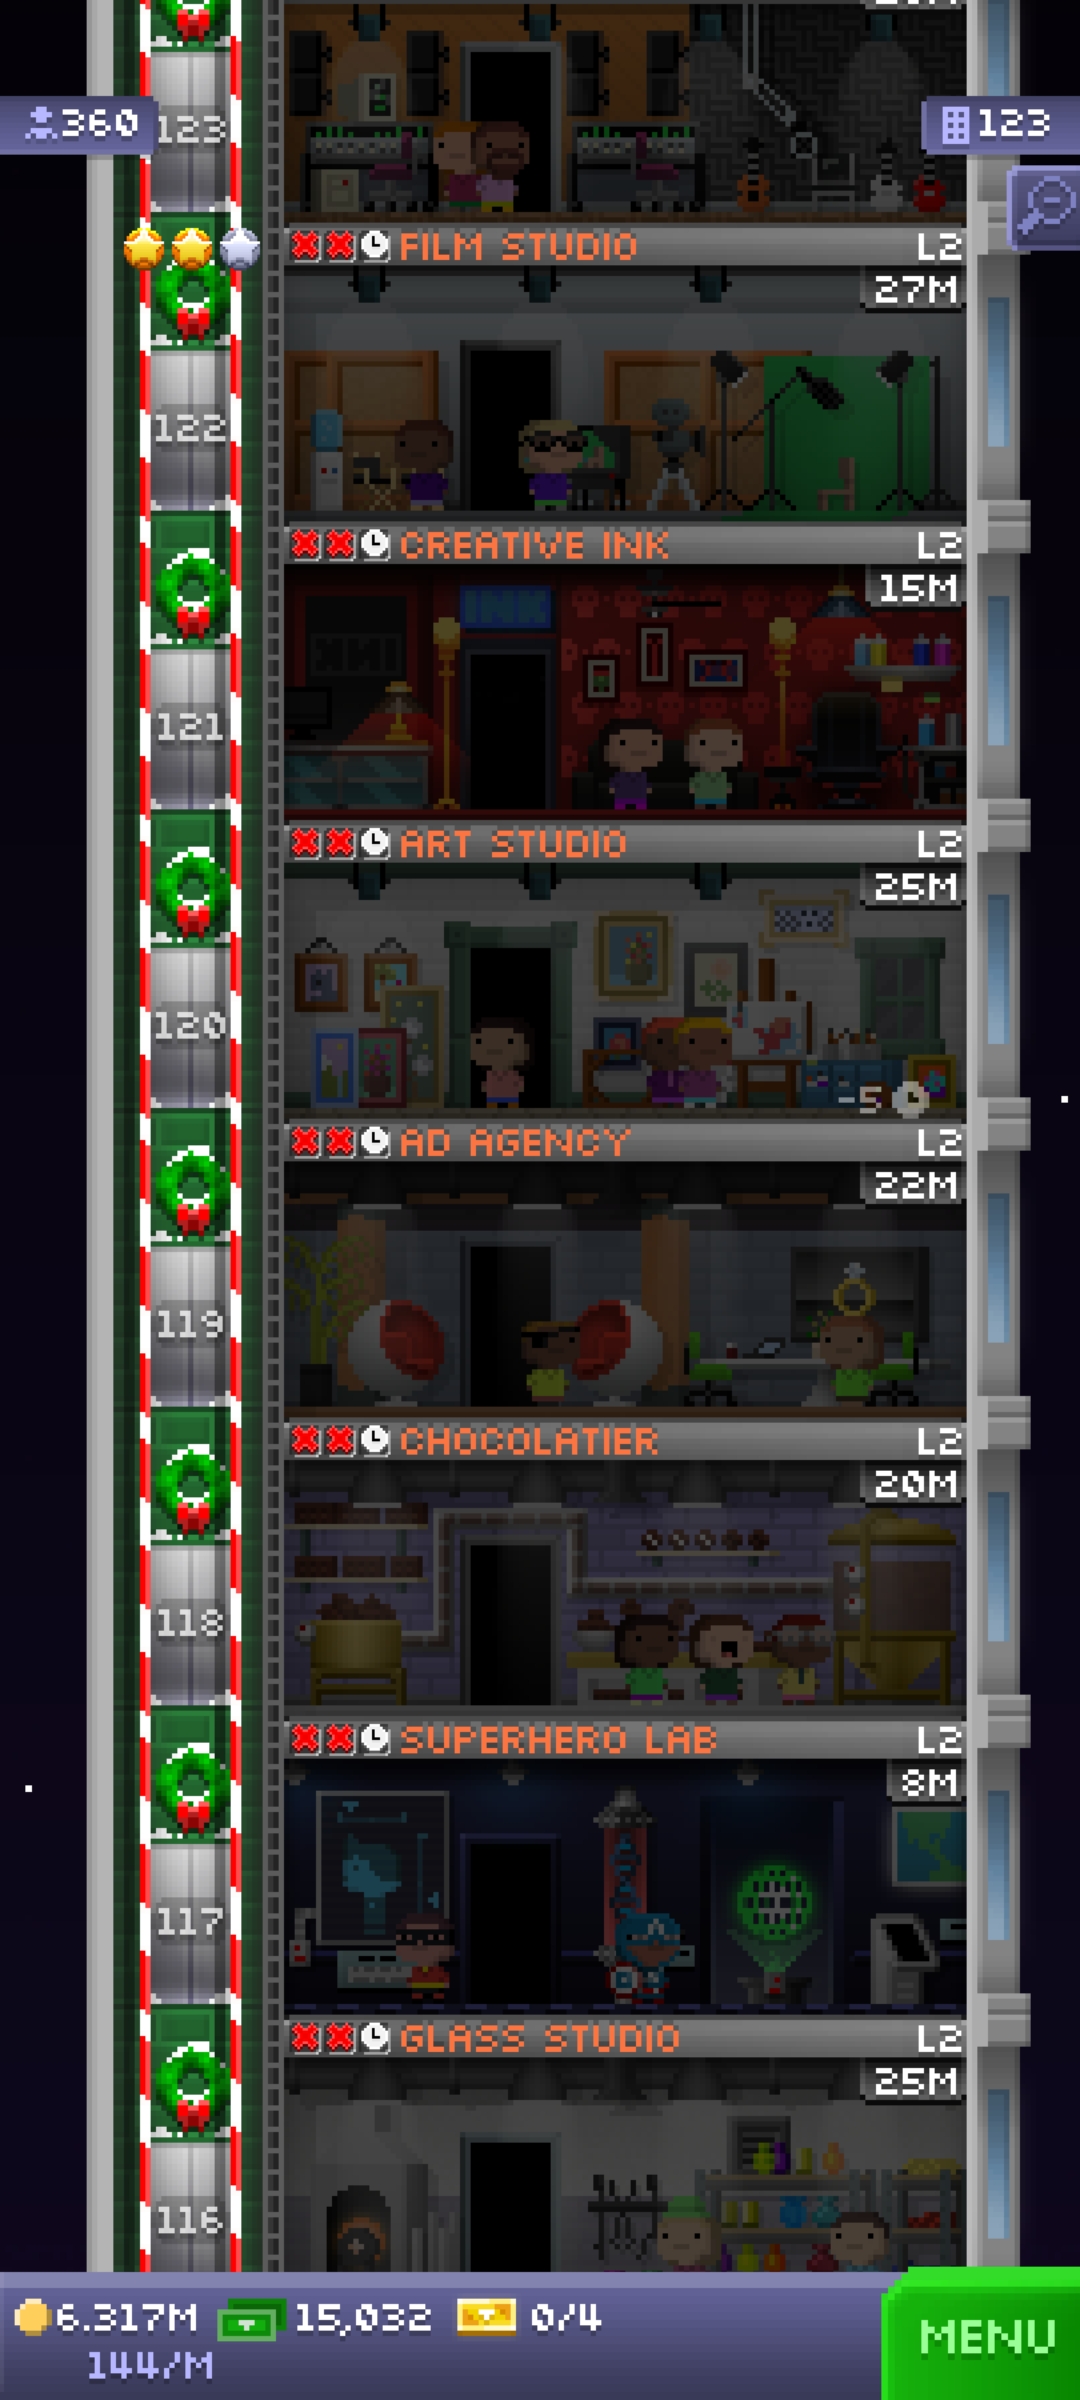 360
123
123
FILM STUDIO L2
27M
122
CREATIVE INK L2
15M
INK
121
ART STUDIO L2
25M
120
-5
AD AGENCY L2
22M
119
CHOCOLATIER L2
20M
118
SUPERHERO LAB L2
8M
117
GLASS STUDIO L2
25M
116
6.317M 15,032 0/4
144/M
MENU